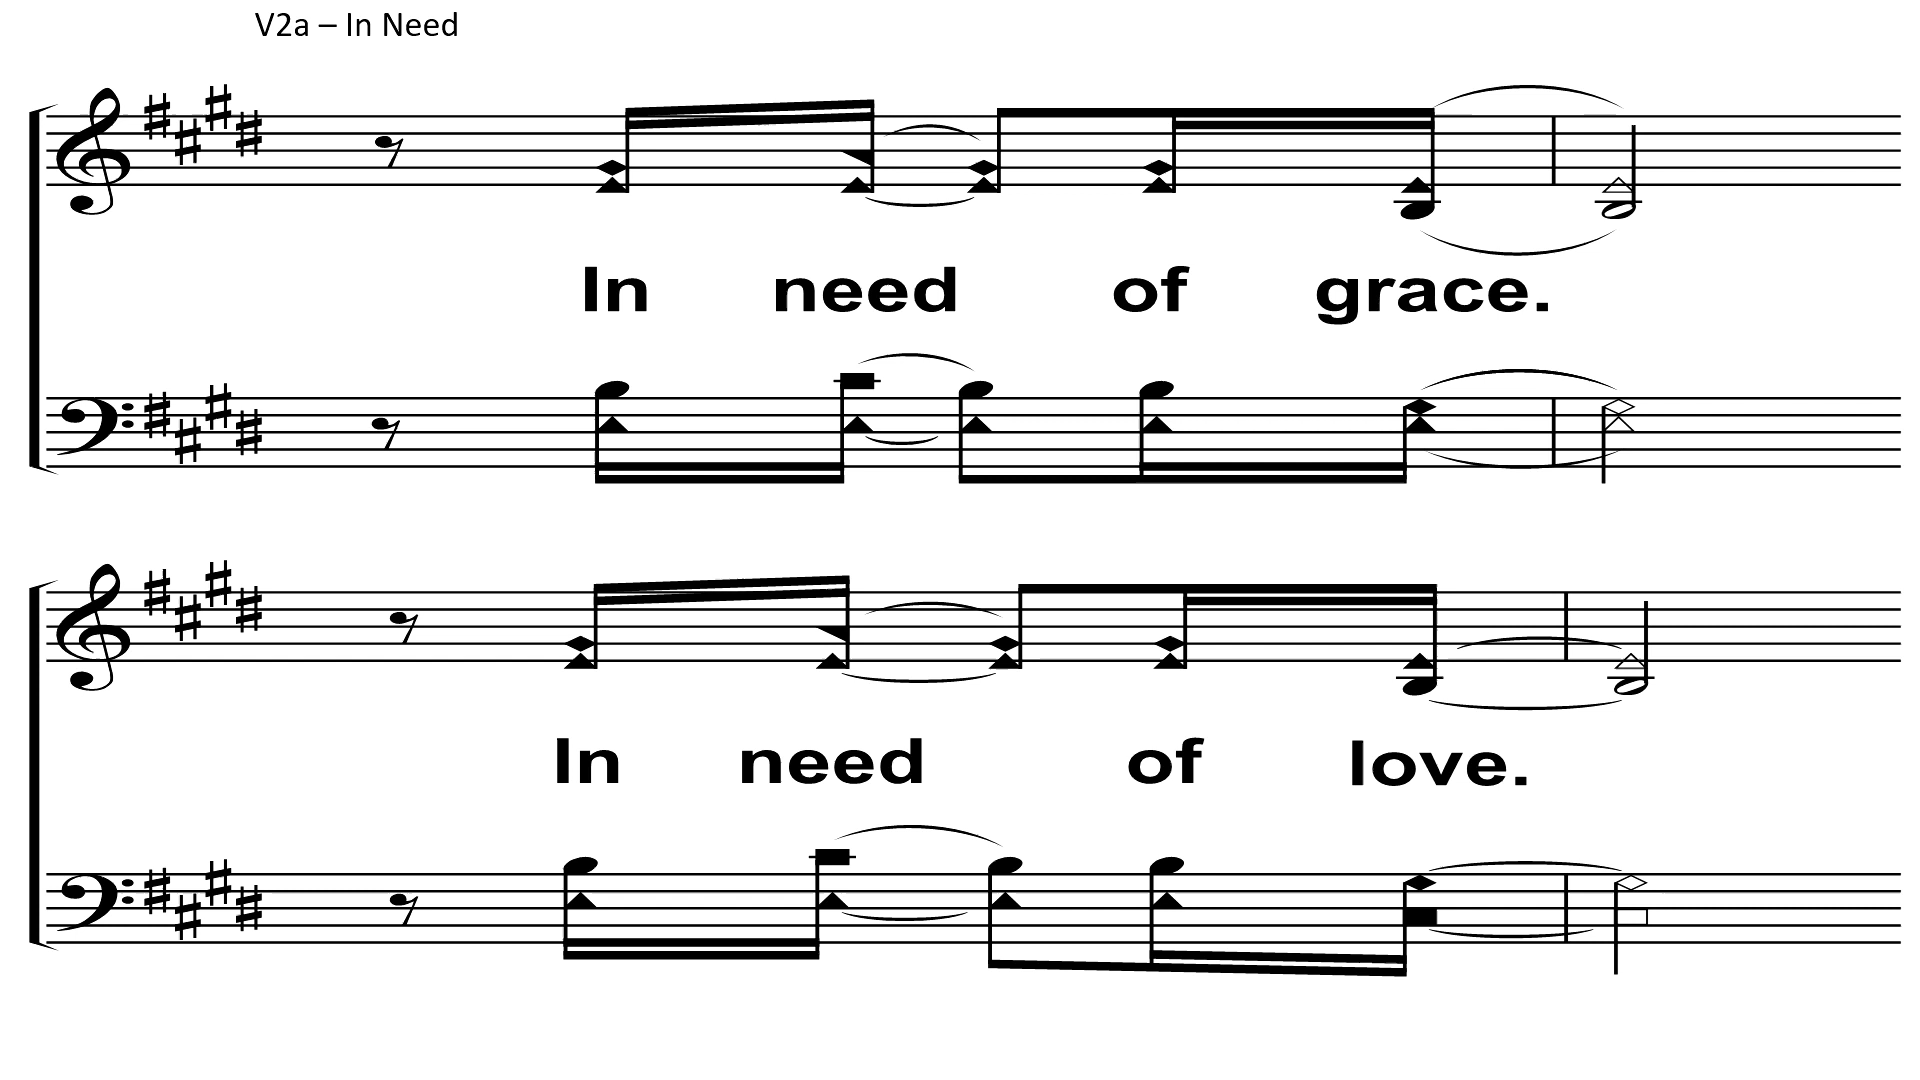 V2a – In Need
In need of grace.
In need of love.